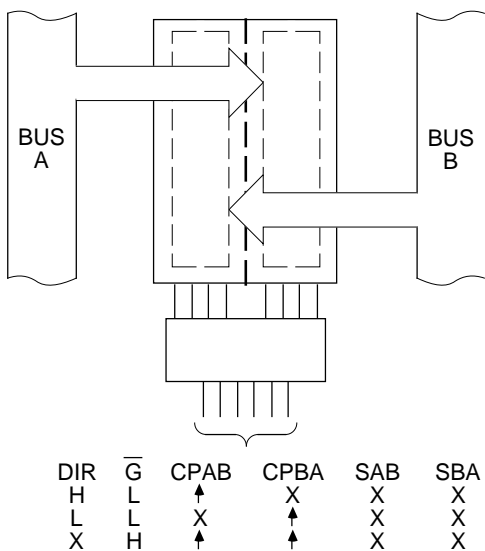 BUS
A
BUS
B
DIR G̅ CPAB CPBA SAB SBA
H L ↑ X X X
L L X ↑ X X
X H ↑ ↑ X X